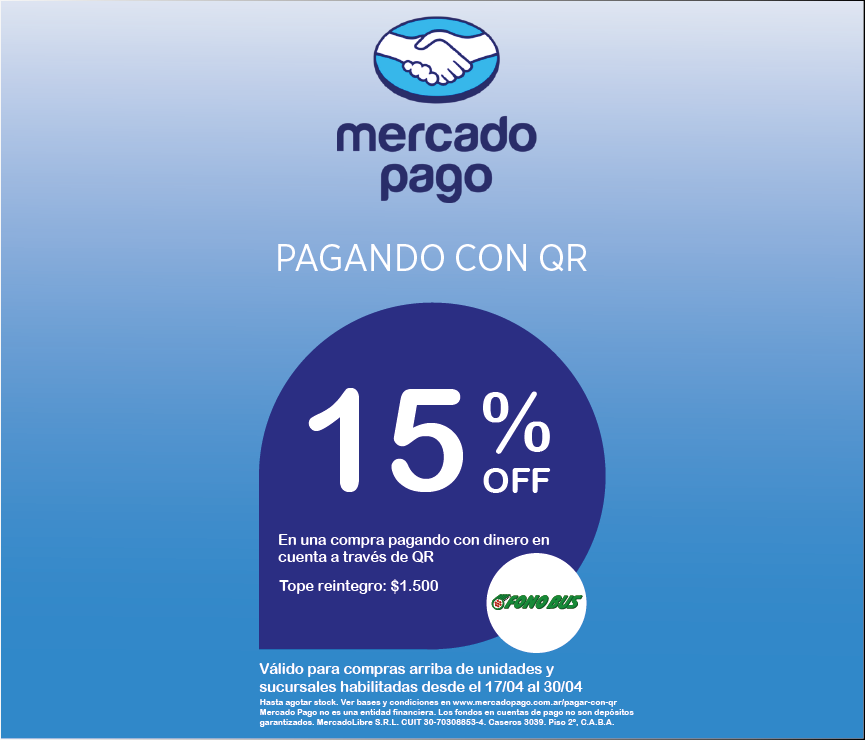 mercado
pago
PAGANDO CON QR
15%
OFF
En una compra pagando con dinero en
cuenta a través de QR
Tope reintegro: $1.500
FONO BUS
Válido para compras arriba de unidades y
sucursales habilitadas desde el 17/04 al 30/04
Hasta agotar stock. Ver bases y condiciones en www.mercadopago.com.ar/pagar-con-qr
Mercado Pago no es una entidad financiera. Los fondos en cuentas de pago no son depósitos
garantizados. MercadoLibre S.R.L. CUIT 30-70308853-4. Caseros 3039. Piso 2º, C.A.B.A.